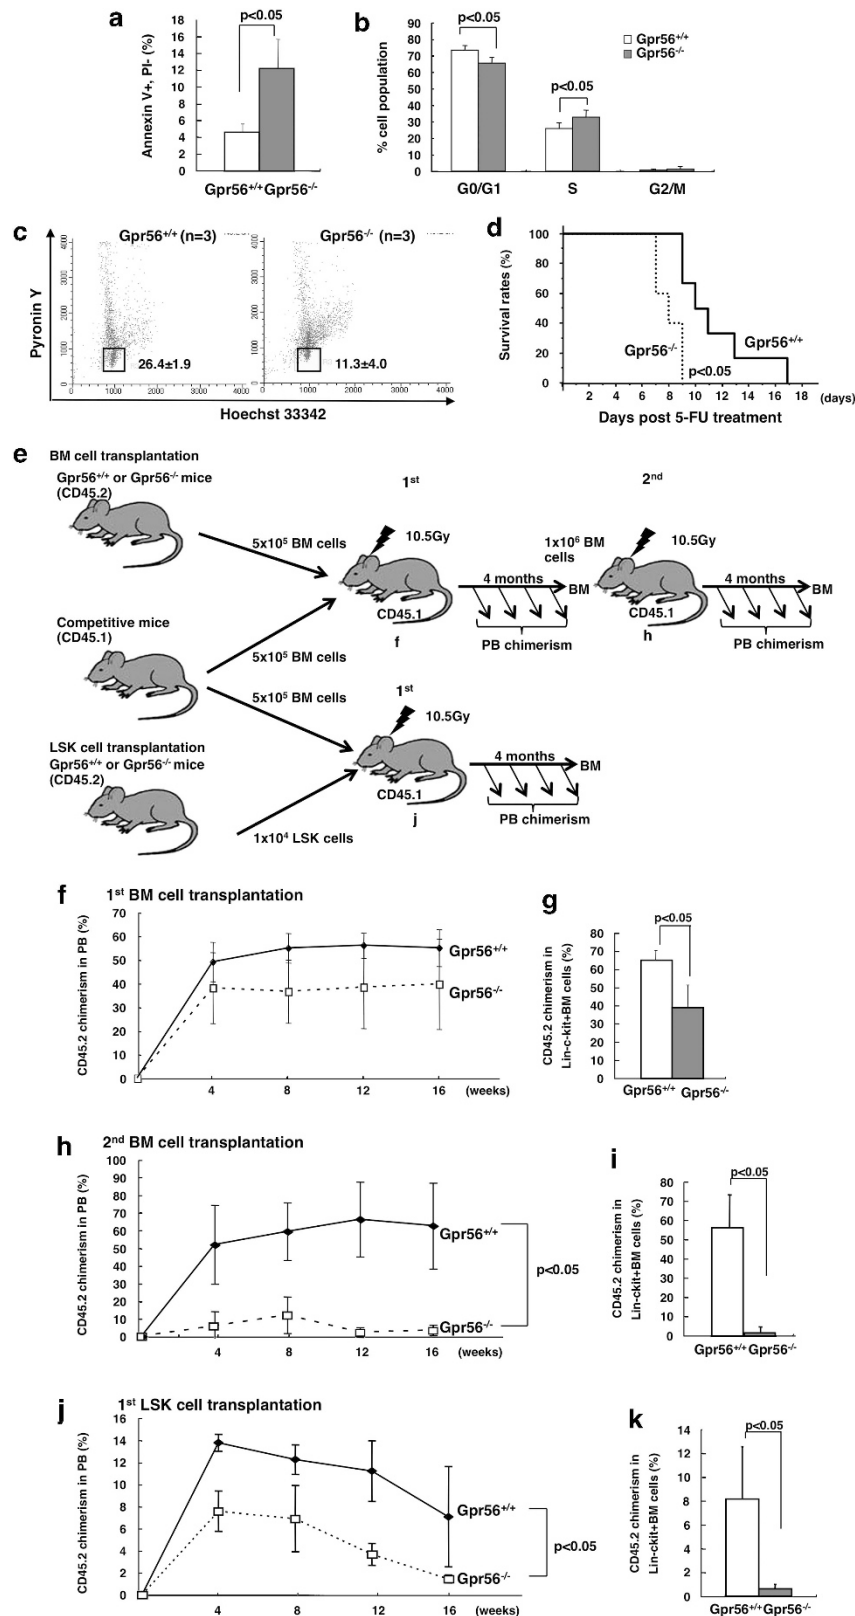 a
p<0.05
Annexin V+, PI- (%)
18
16
14
12
10
8
6
4
2
0
Gpr56+/+ Gpr56-/-
b
p<0.05
Gpr56+/+
Gpr56-/-
p<0.05
% cell population
90
80
70
60
50
40
30
20
10
0
G0/G1 S G2/M
c
Gpr56+/+ (n=3)
Gpr56-/- (n=3)
Pyronin Y
4000
3000
2000
1000
0
26.4±1.9
11.3±4.0
0 1000 2000 3000 4000
0 1000 2000 3000 4000
Hoechst 33342
d
Survival rates (%)
100
80
60
40
20
0
Gpr56-/-
Gpr56+/+
p<0.05
2 4 6 8 10 12 14 16 18 (days)
Days post 5-FU treatment
e
BM cell transplantation
Gpr56+/+ or Gpr56-/- mice
(CD45.2)
1st
2nd
5x10⁵ BM cells
10.5Gy
1x10⁶ BM
cells
10.5Gy
4 months
BM
4 months
BM
CD45.1
CD45.1
PB chimerism
PB chimerism
f
h
Competitive mice
(CD45.1)
5x10⁵ BM cells
5x10⁵ BM cells
1st
10.5Gy
LSK cell transplantation
Gpr56+/+ or Gpr56-/- mice
(CD45.2)
4 months
BM
CD45.1
PB chimerism
1x10⁴ LSK cells
j
f
1st BM cell transplantation
CD45.2 chimerism in PB (%)
70
60
50
40
30
20
10
0
Gpr56+/+
Gpr56-/-
4 8 12 16 (weeks)
g
p<0.05
CD45.2 chimerism in
Lin-c-kit+BM cells (%)
80
70
60
50
40
30
20
10
0
Gpr56+/+ Gpr56-/-
h
2nd BM cell transplantation
CD45.2 chimerism in PB (%)
100
90
80
70
60
50
40
30
20
10
0
Gpr56+/+
p<0.05
Gpr56-/-
4 8 12 16 (weeks)
i
p<0.05
CD45.2 chimerism in
Lin-ckit+BM cells (%)
80
70
60
50
40
30
20
10
0
Gpr56+/+ Gpr56-/-
j
1st LSK cell transplantation
CD45.2 chimerism in PB (%)
16
14
12
10
8
6
4
2
0
Gpr56+/+
p<0.05
Gpr56-/-
4 8 12 16 (weeks)
k
p<0.05
CD45.2 chimerism in
Lin-ckit+BM cells (%)
14
12
10
8
6
4
2
0
Gpr56+/+ Gpr56-/-